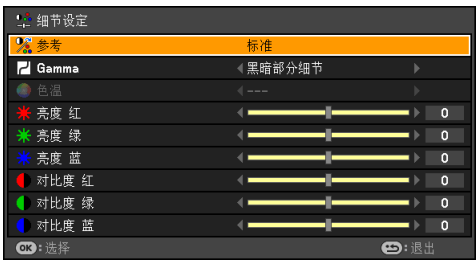 细节设定
参考 标准
Gamma 黑暗部分细节
色温 ---
亮度 红 0
亮度 绿 0
亮度 蓝 0
对比度 红 0
对比度 绿 0
对比度 蓝 0
OK:选择 :退出